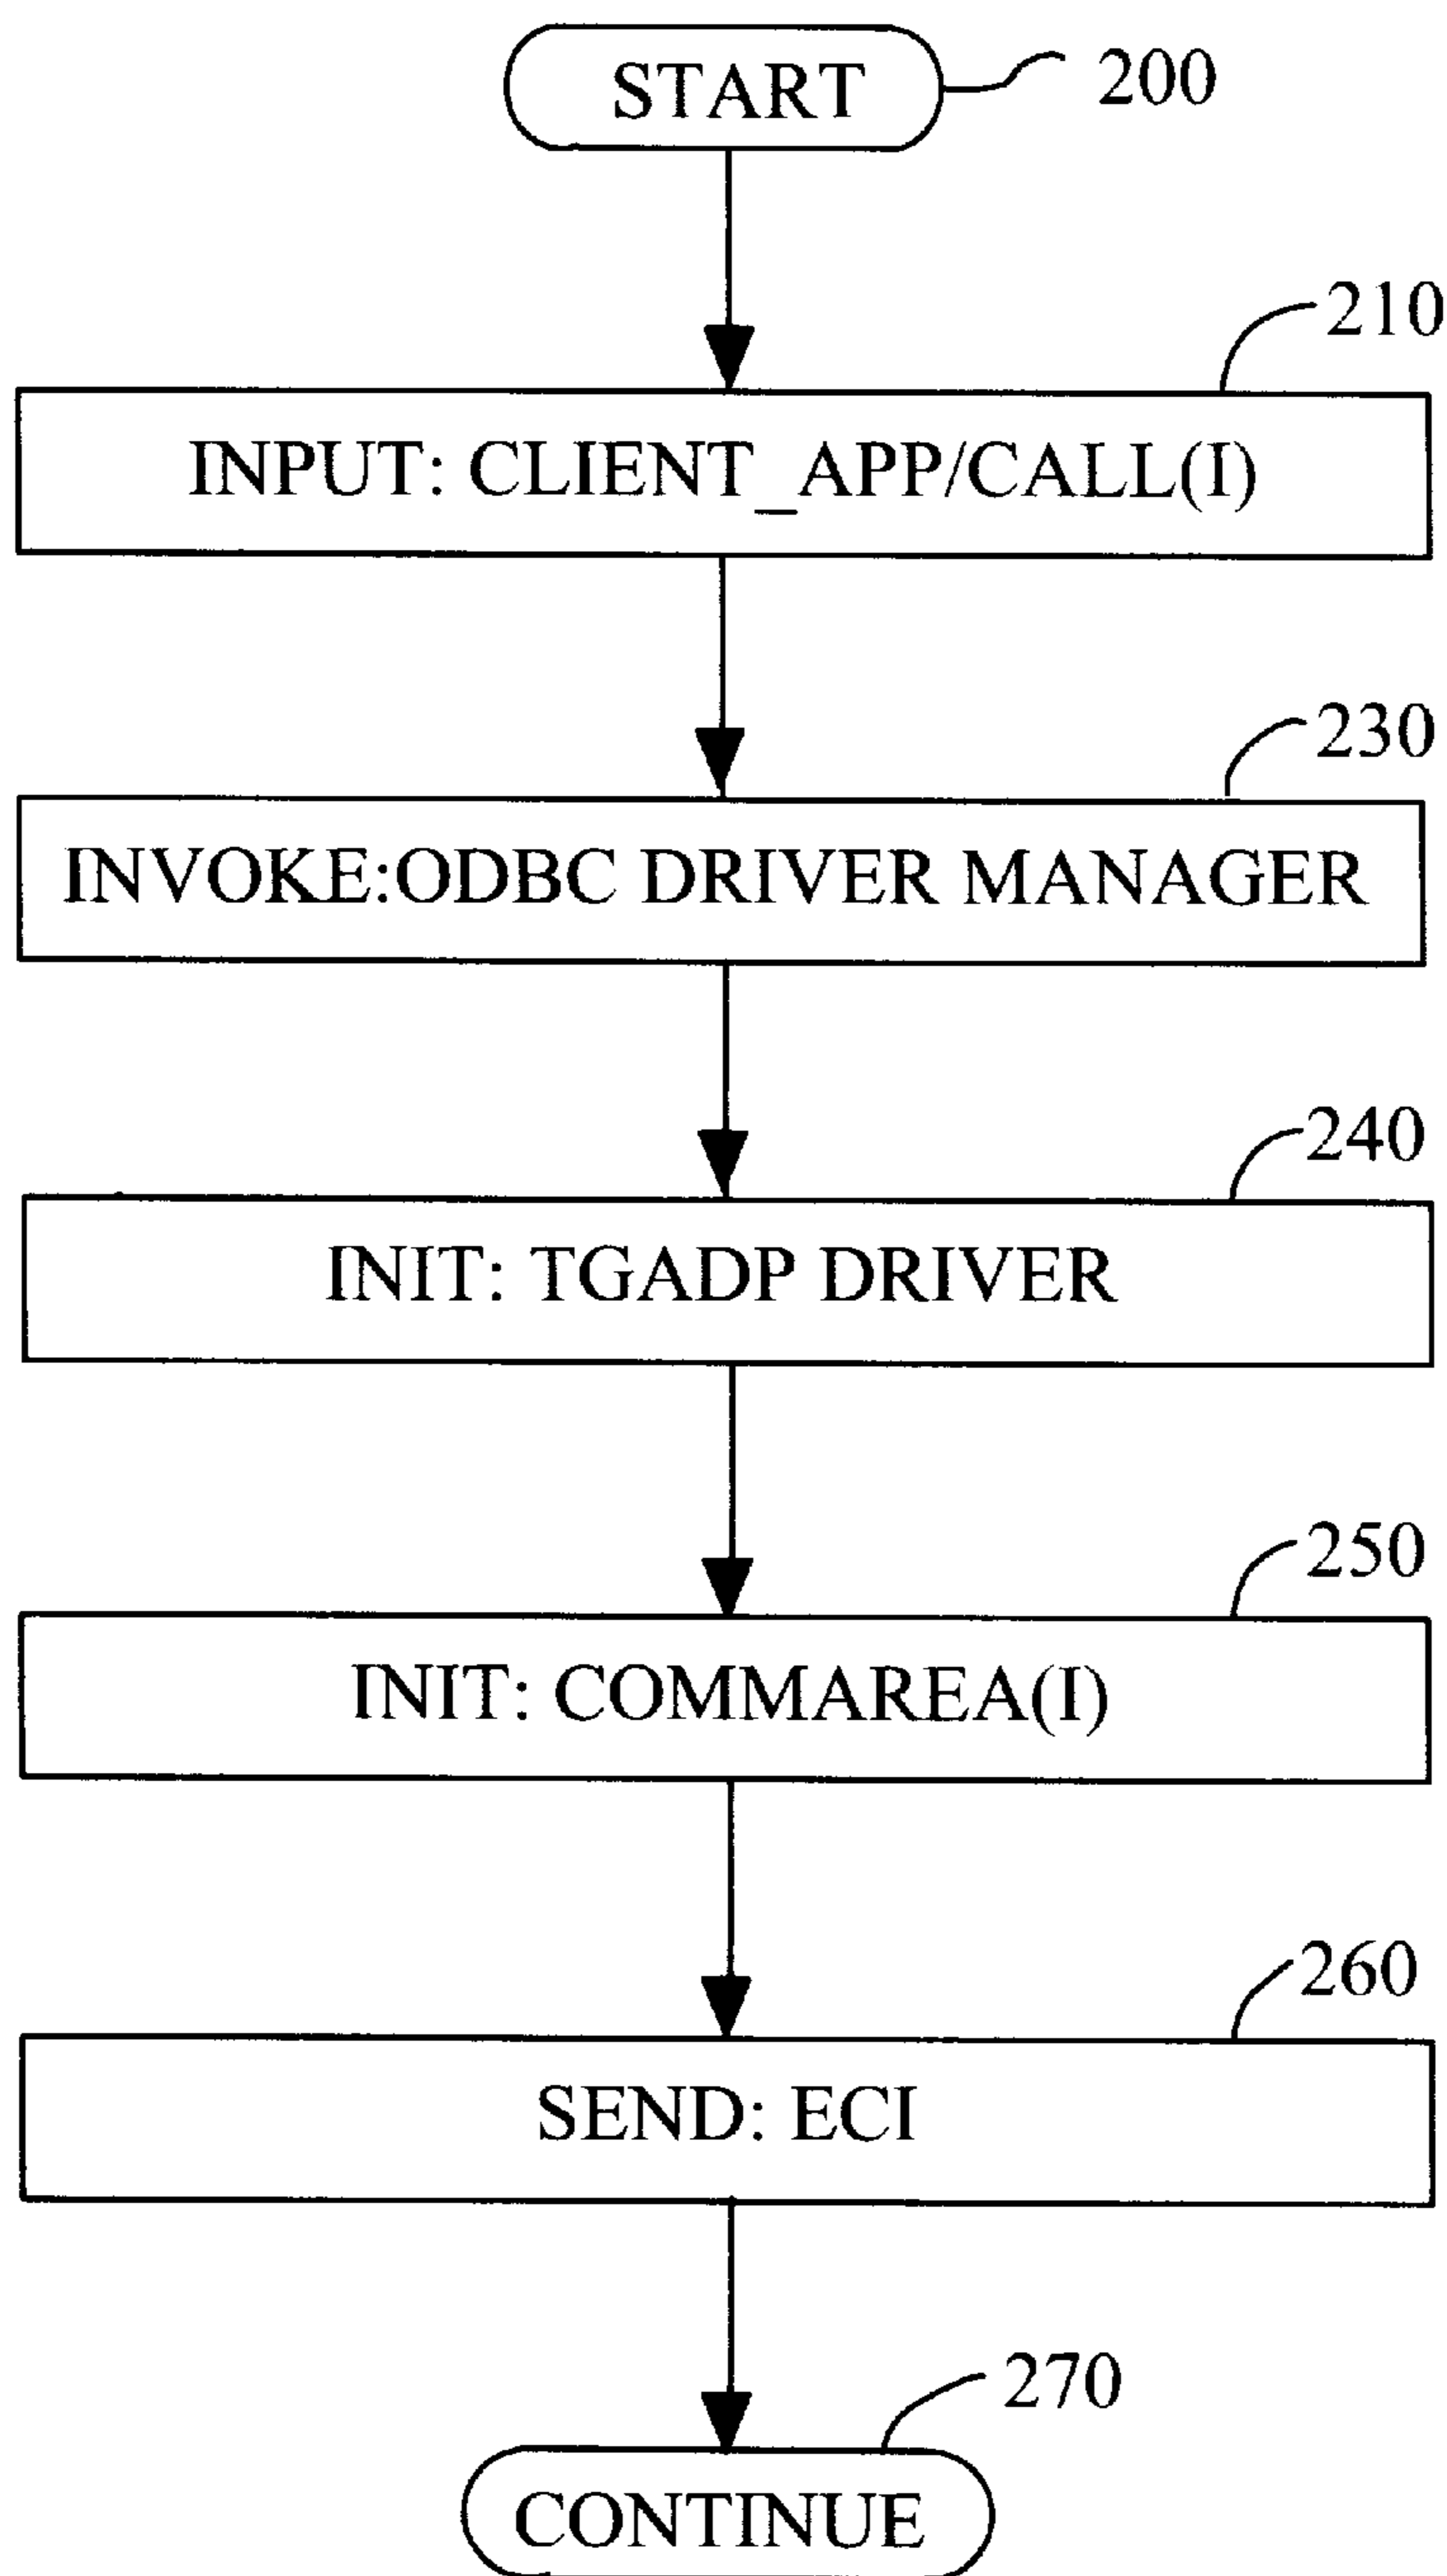 START
200
210
INPUT: CLIENT_APP/CALL(I)
230
INVOKE:ODBC DRIVER MANAGER
240
INIT: TGADP DRIVER
250
INIT: COMMAREA(I)
260
SEND: ECI
270
CONTINUE